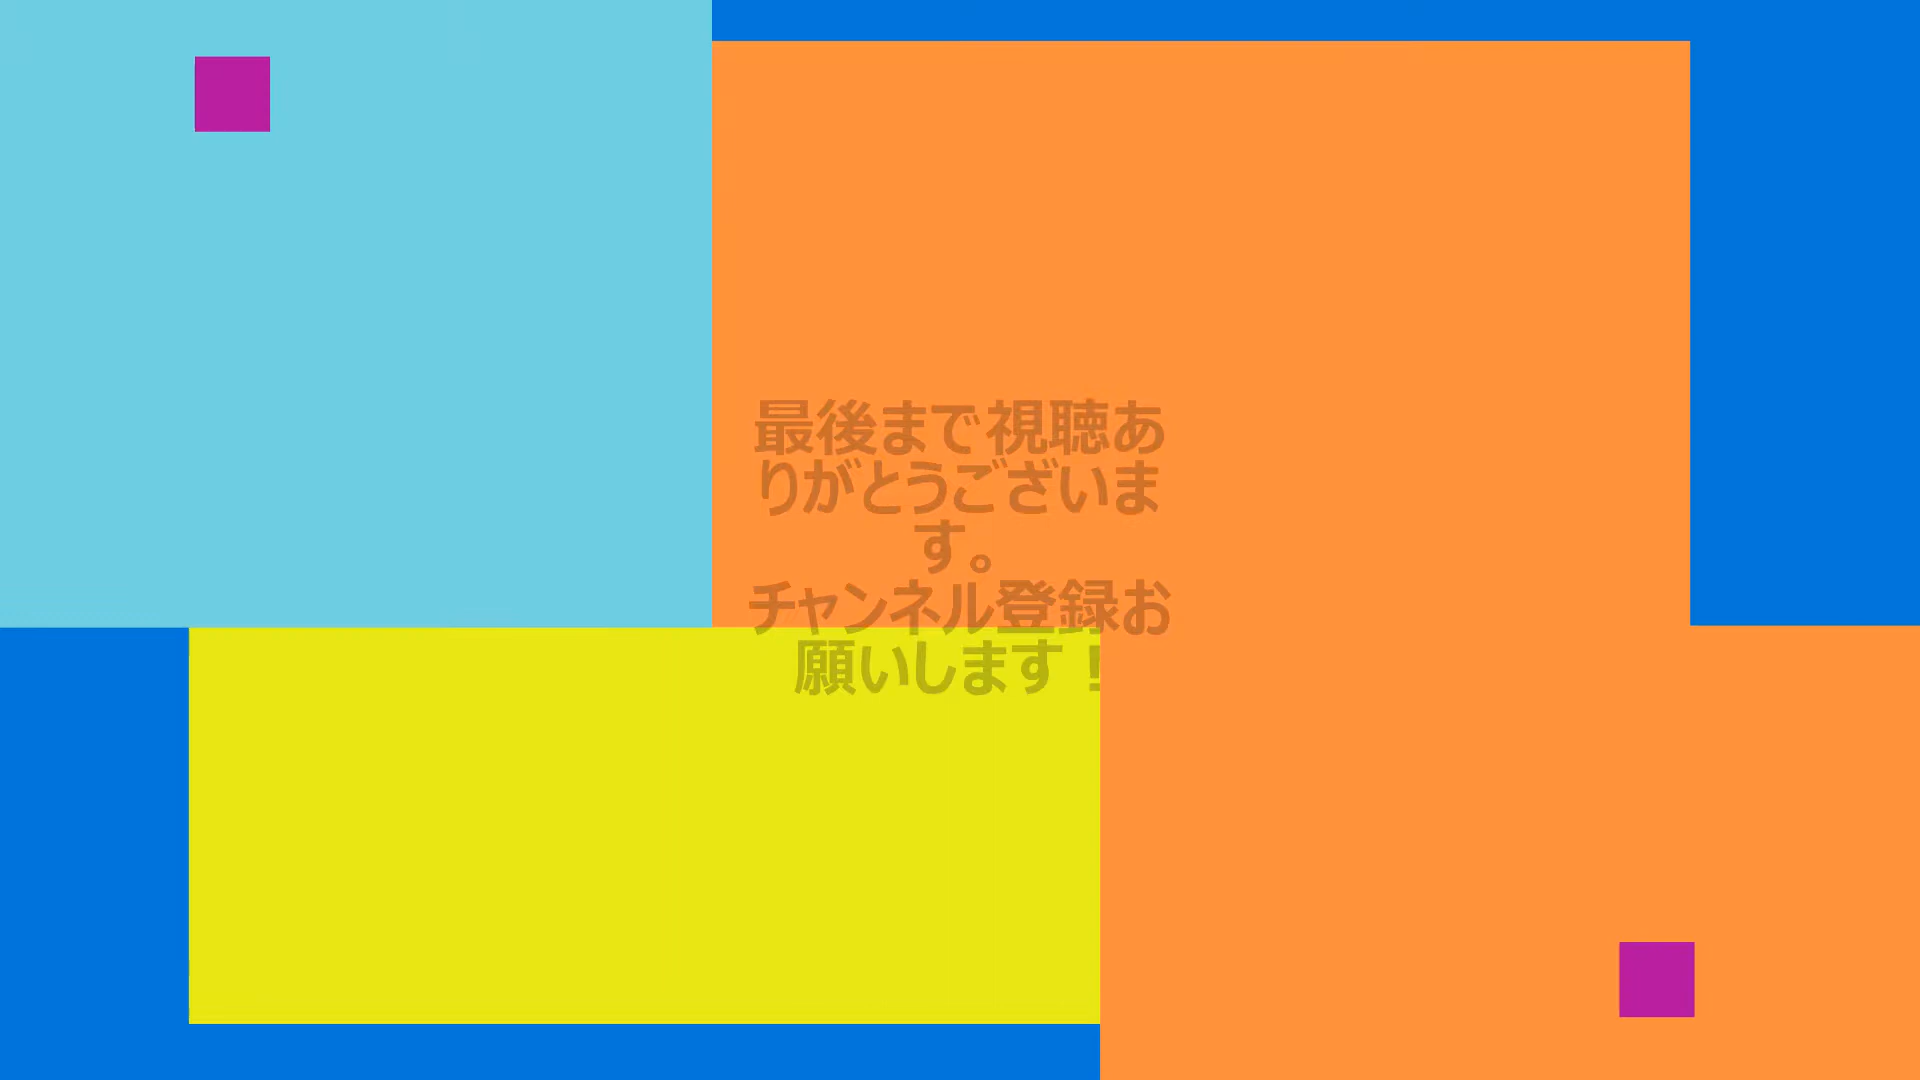 最後まで視聴あ
りがとうございま
す。
チャンネル登録お
願いします！